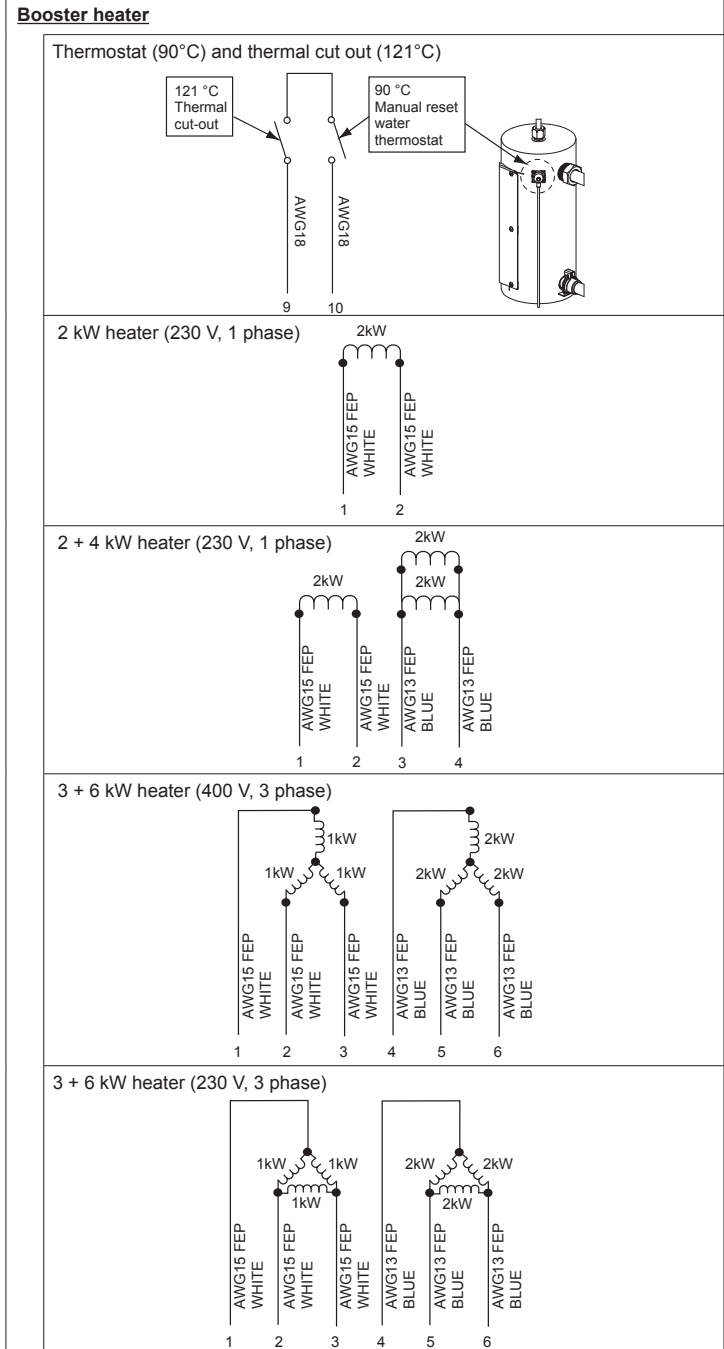 Booster heater
Thermostat (90°C) and thermal cut out (121°C)
121 °C
Thermal
cut-out
90 °C
Manual reset
water
thermostat
AWG18
AWG18
9 10
2 kW heater (230 V, 1 phase)
2kW
AWG15 FEP
WHITE
AWG15 FEP
WHITE
1 2
2 + 4 kW heater (230 V, 1 phase)
2kW
2kW
2kW
AWG15 FEP
WHITE
AWG15 FEP
WHITE
AWG13 FEP
BLUE
AWG13 FEP
BLUE
1 2 3 4
3 + 6 kW heater (400 V, 3 phase)
1kW
2kW
1kW 1kW
2kW 2kW
AWG15 FEP
WHITE
AWG15 FEP
WHITE
AWG15 FEP
WHITE
AWG13 FEP
BLUE
AWG13 FEP
BLUE
AWG13 FEP
BLUE
1 2 3 4 5 6
3 + 6 kW heater (230 V, 3 phase)
1kW 1kW
2kW 2kW
1kW
2kW
AWG15 FEP
WHITE
AWG15 FEP
WHITE
AWG15 FEP
WHITE
AWG13 FEP
BLUE
AWG13 FEP
BLUE
AWG13 FEP
BLUE
1 2 3 4 5 6